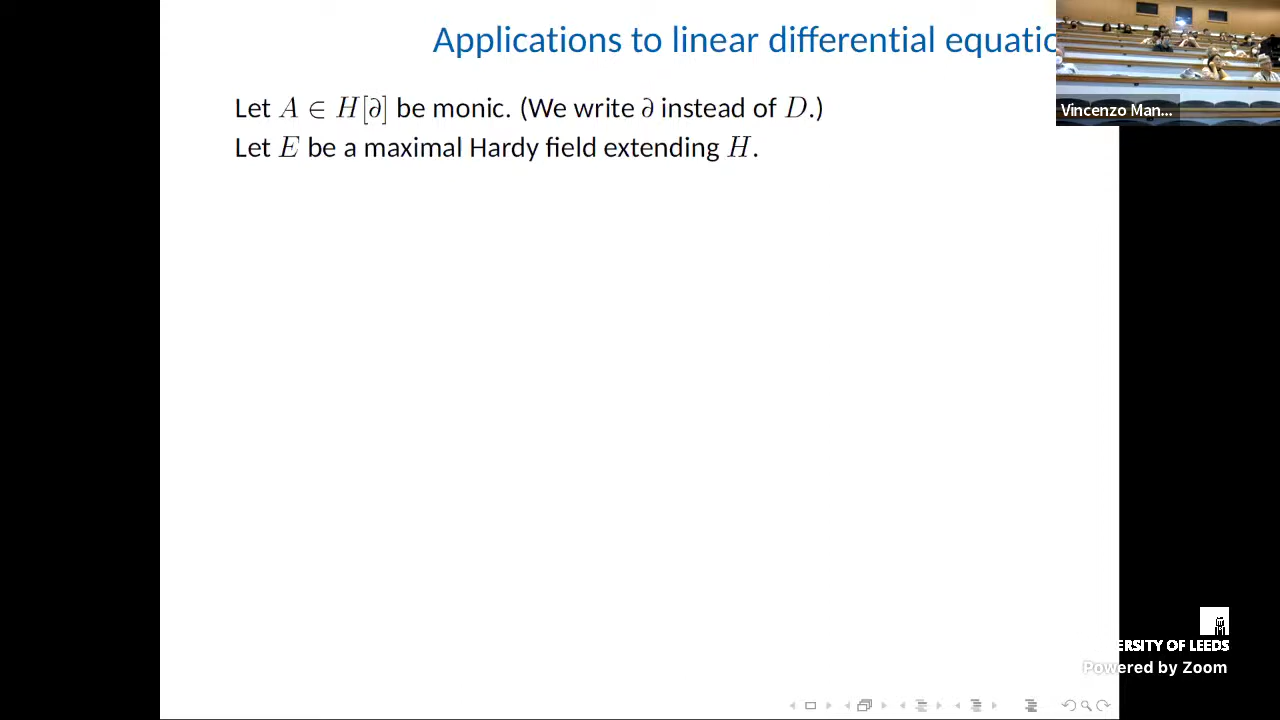 Applications to linear differential equatio
Let A ∈ H[∂] be monic. (We write ∂ instead of D.)
Let E be a maximal Hardy field extending H.
Vincenzo Man...
ERSITY OF LEEDS
Powered by Zoom